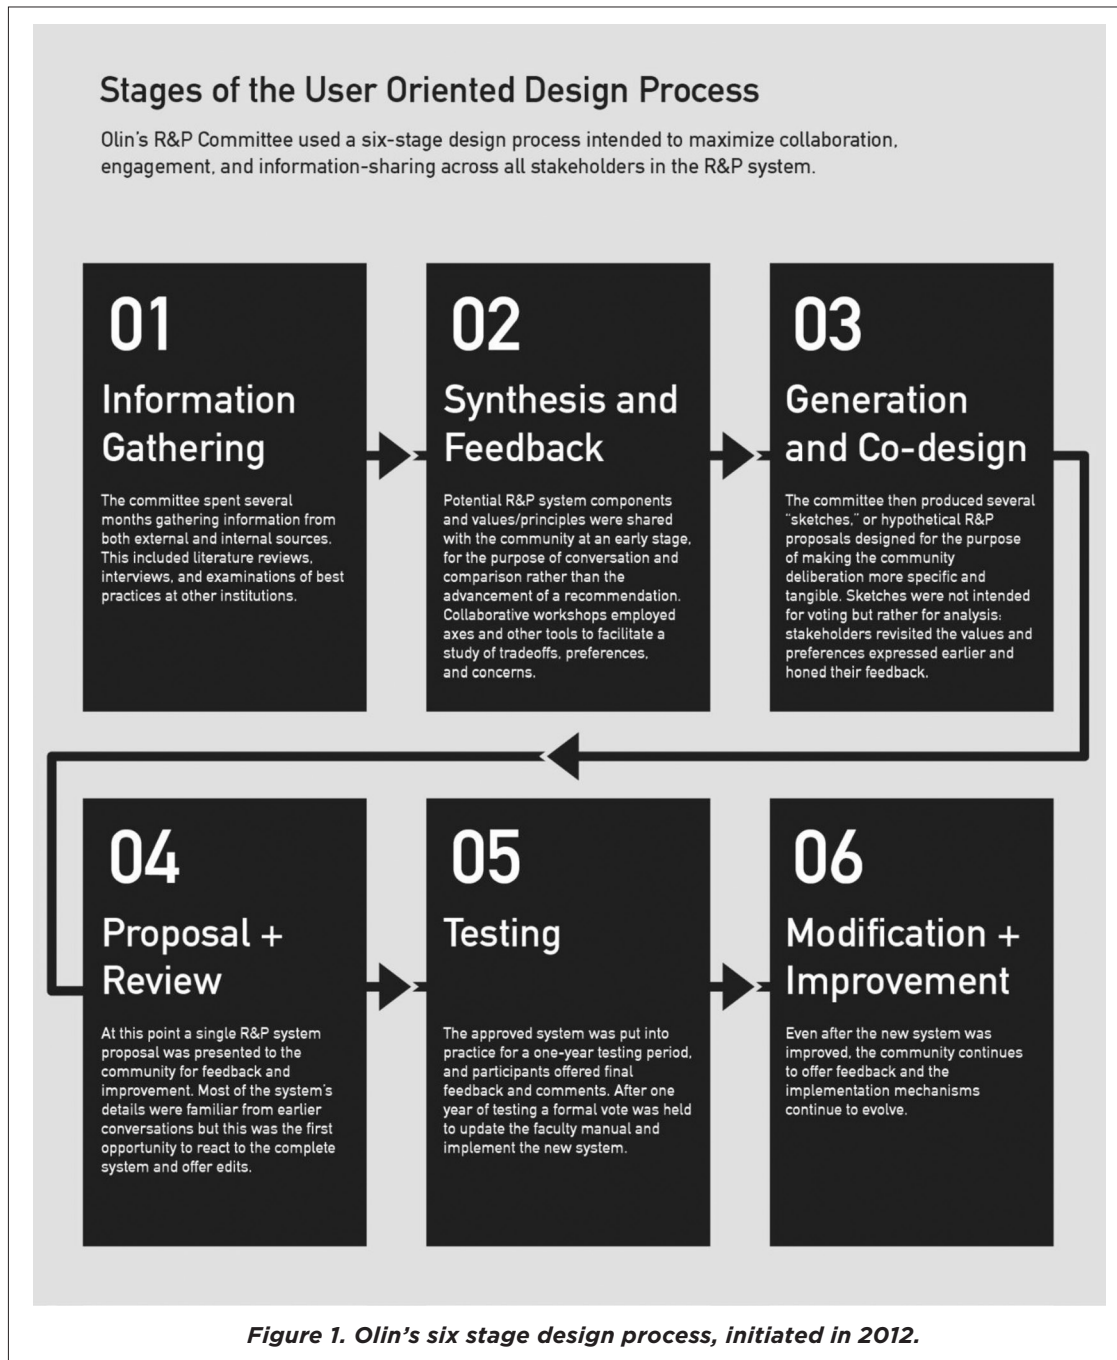 Stages of the User Oriented Design Process
Olin's R&P Committee used a six-stage design process intended to maximize collaboration,
engagement, and information-sharing across all stakeholders in the R&P system.
01
Information
Gathering
The committee spent several
months gathering information from
both external and internal sources.
This included literature reviews,
interviews, and examinations of best
practices at other institutions.
02
Synthesis and
Feedback
Potential R&P system components
and values/principles were shared
with the community at an early stage,
for the purpose of conversation and
comparison rather than the
advancement of a recommendation.
Collaborative workshops employed
axes and other tools to facilitate a
study of tradeoffs, preferences,
and concerns.
03
Generation
and Co-design
The committee then produced several
"sketches," or hypothetical R&P
proposals designed for the purpose
of making the community
deliberation more specific and
tangible. Sketches were not intended
for voting but rather for analysis:
stakeholders revisited the values and
preferences expressed earlier and
honed their feedback.
04
Proposal +
Review
At this point a single R&P system
proposal was presented to the
community for feedback and
improvement. Most of the system's
details were familiar from earlier
conversations but this was the first
opportunity to react to the complete
system and offer edits.
05
Testing
The approved system was put into
practice for a one-year testing period,
and participants offered final
feedback and comments. After one
year of testing a formal vote was held
to update the faculty manual and
implement the new system.
06
Modification +
Improvement
Even after the new system was
improved, the community continues
to offer feedback and the
implementation mechanisms
continue to evolve.
Figure 1. Olin's six stage design process, initiated in 2012.